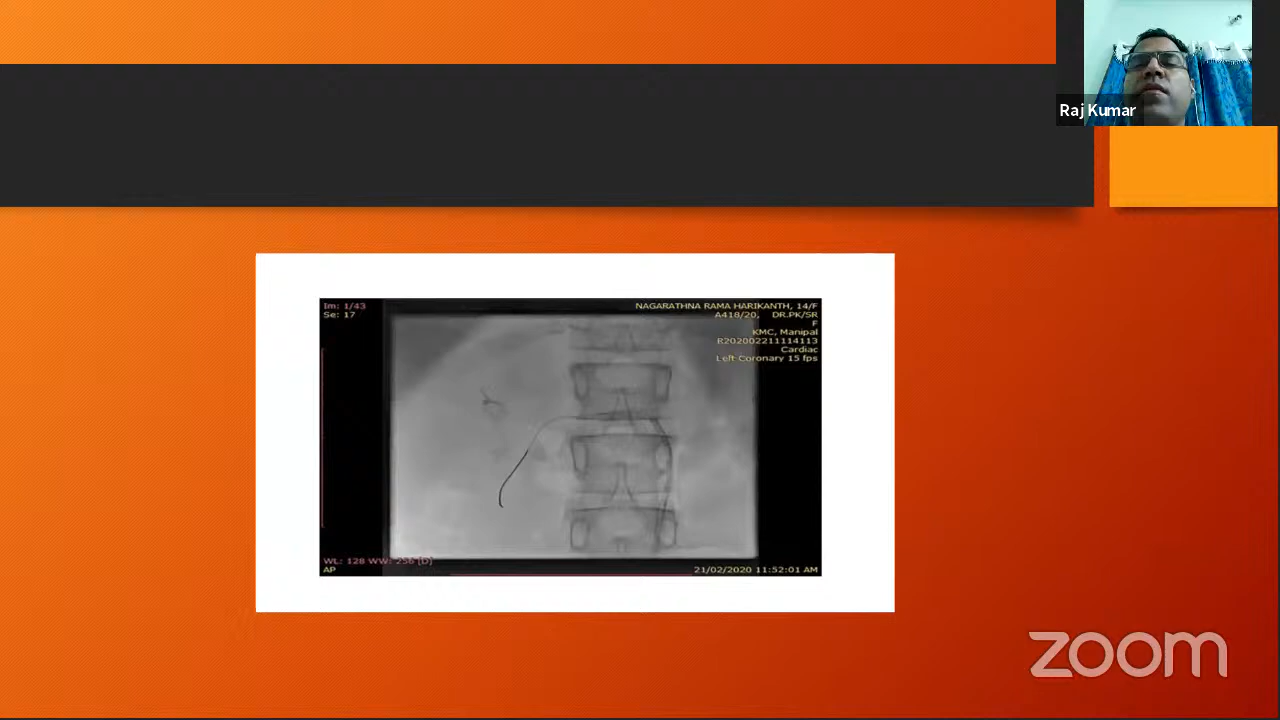 Raj Kumar
Im: 1/43
Se: 17
NAGARATHNA RAMA HARIKANTH, 14/F
A418/20, DR.PK/SR
F
KMC, Manipal
R202002211114113
Cardiac
Left Coronary 15 fps
WL: 128 WW: 256 [D]
AP
21/02/2020 11:52:01 AM
zoom